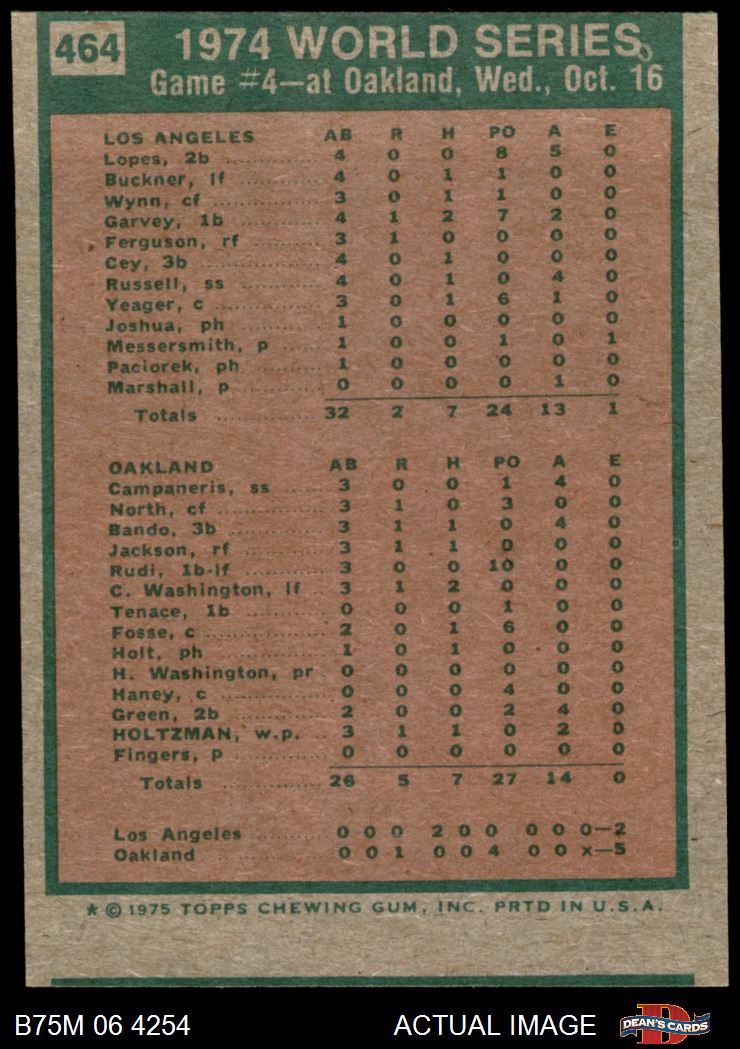 464 1974 WORLD SERIES
Game #4—at Oakland, Wed., Oct. 16
LOS ANGELES AB R H PO A E
Lopes, 2b 4 0 0 8 5 0
Buckner, lf 4 0 1 1 0 0
Wynn, cf 3 0 1 1 0 0
Garvey, 1b 4 1 2 7 2 0
Ferguson, rf 3 1 0 0 0 0
Cey, 3b 4 0 1 0 0 0
Russell, ss 4 0 1 0 4 0
Yeager, c 3 0 1 6 1 0
Joshua, ph 1 0 0 0 0 0
Messersmith, p 1 0 0 1 0 1
Paciorek, ph 1 0 0 0 0 0
Marshall, p 0 0 0 0 1 0
Totals 32 2 7 24 13 1
OAKLAND AB R H PO A E
Campaneris, ss 3 0 0 1 4 0
North, cf 3 1 0 3 0 0
Bando, 3b 3 1 1 0 4 0
Jackson, rf 3 1 1 0 0 0
Rudi, 1b-lf 3 0 0 10 0 0
C. Washington, lf 3 1 2 0 0 0
Tenace, 1b 0 0 0 1 0 0
Fosse, c 2 0 1 6 0 0
Holt, ph 1 0 1 0 0 0
H. Washington, pr 0 0 0 0 0 0
Haney, c 0 0 0 4 0 0
Green, 2b 2 0 0 2 4 0
HOLTZMAN, w.p. 3 1 1 0 2 0
Fingers, p 0 0 0 0 0 0
Totals 26 5 7 27 14 0
Los Angeles 0 0 0 2 0 0 0 0 0—2
Oakland 0 0 1 0 0 4 0 0 x—5
* © 1975 TOPPS CHEWING GUM, INC. PRTD IN U.S.A.
B75M 06 4254 ACTUAL IMAGE D DEAN'S CARDS